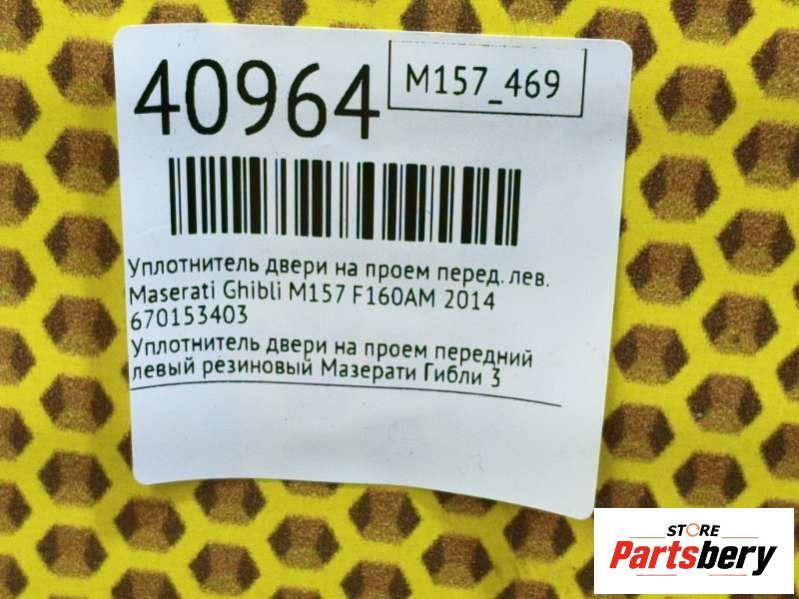 40964
M157_469
Уплотнитель двери на проем перед. лев.
Maserati Ghibli M157 F160AM 2014
670153403
Уплотнитель двери на проем передний
левый резиновый Мазерати Гибли 3
STORE
Partsbery